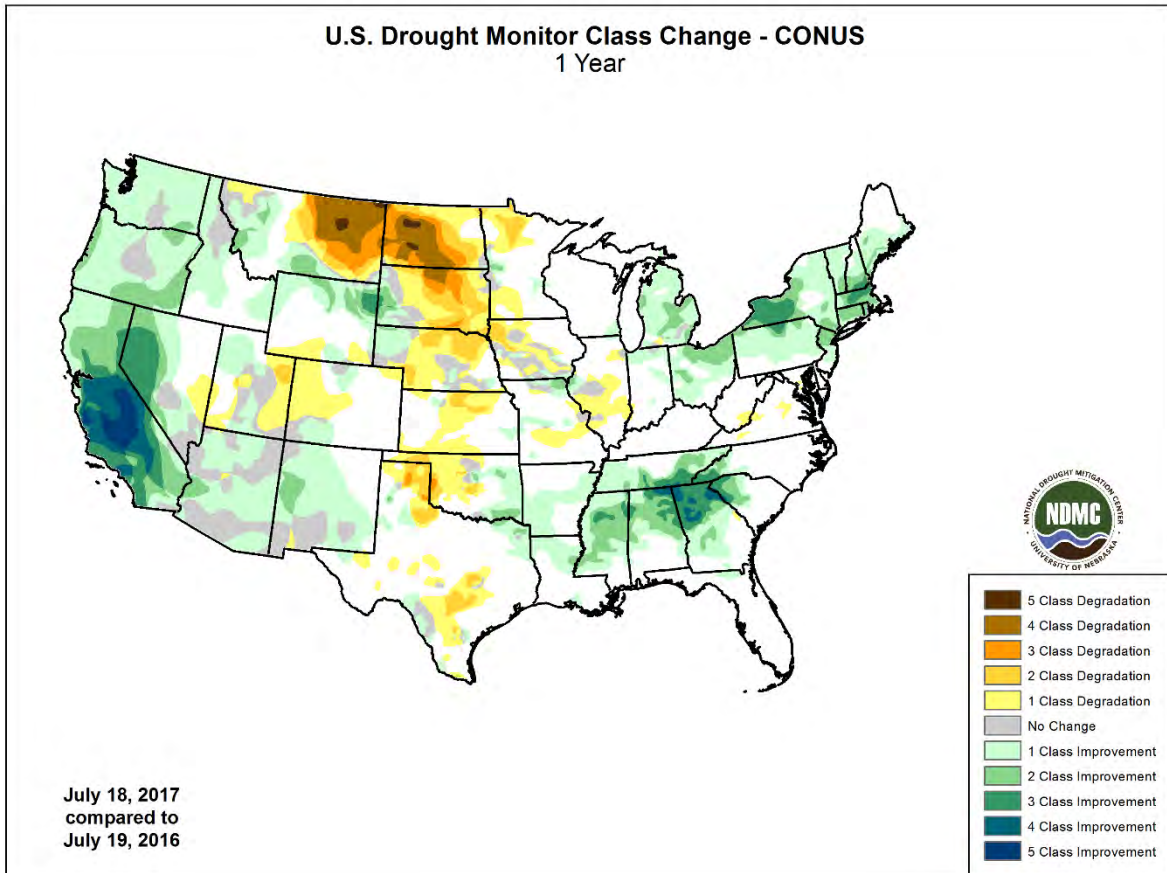 U.S. Drought Monitor Class Change - CONUS
1 Year
NATIONAL DROUGHT MITIGATION CENTER
NDMC
UNIVERSITY OF NEBRASKA
5 Class Degradation
4 Class Degradation
3 Class Degradation
2 Class Degradation
1 Class Degradation
No Change
1 Class Improvement
2 Class Improvement
3 Class Improvement
4 Class Improvement
5 Class Improvement
July 18, 2017
compared to
July 19, 2016